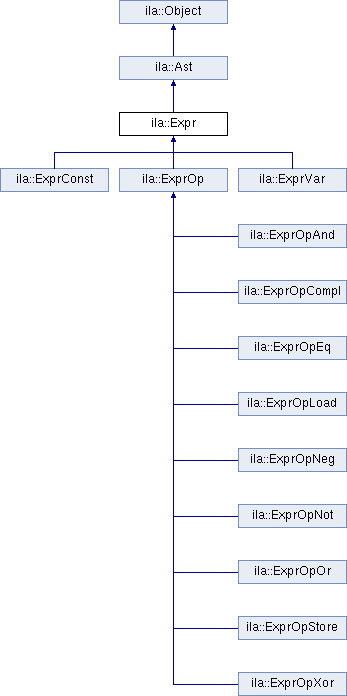 ila::Object
ila::Ast
ila::Expr
ila::ExprConst
ila::ExprOp
ila::ExprVar
ila::ExprOpAnd
ila::ExprOpCompl
ila::ExprOpEq
ila::ExprOpLoad
ila::ExprOpNeg
ila::ExprOpNot
ila::ExprOpOr
ila::ExprOpStore
ila::ExprOpXor